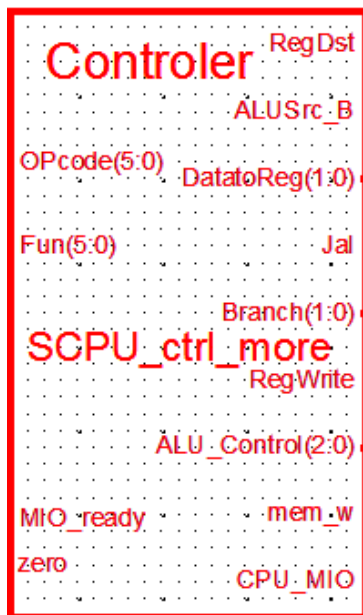 Controler
RegDst
ALUSrc_B
OPcode(5:0)
DatatoReg(1:0)
Fun(5:0)
Jal
Branch(1:0)
SCPU_ctrl_more
RegWrite
ALU_Control(2:0)
MIO_ready
mem_w
zero
CPU_MIO